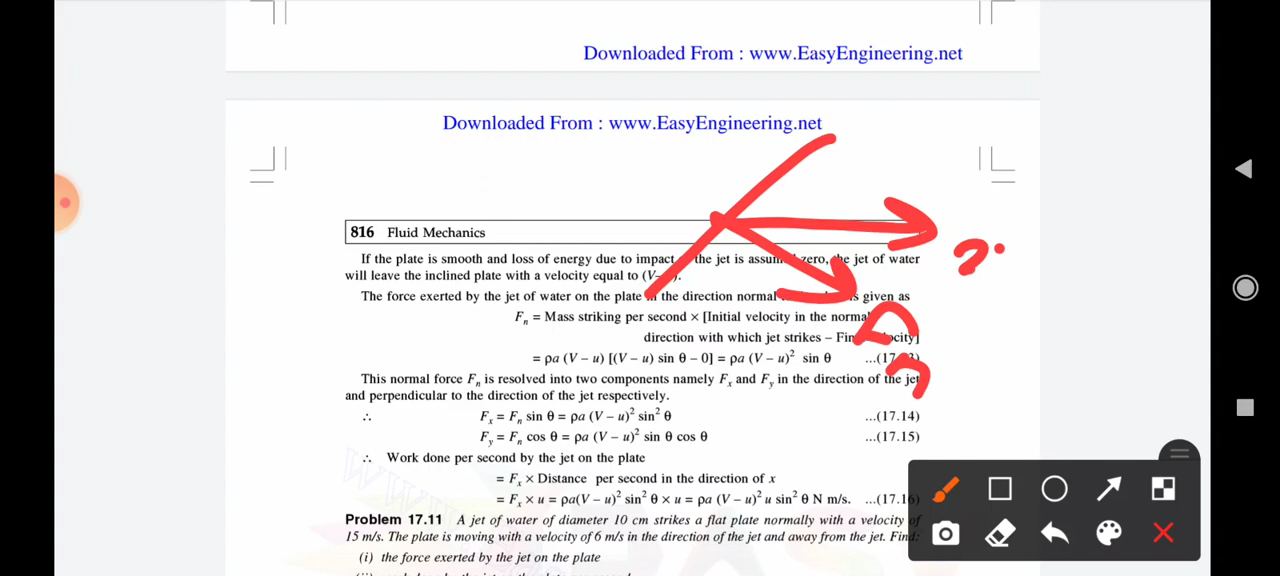 Downloaded From : www.EasyEngineering.net
Downloaded From : www.EasyEngineering.net
816 Fluid Mechanics
If the plate is smooth and loss of energy due to impact the jet is zero, the jet of water
will leave the inclined plate with a velocity equal to (V–
The force exerted by the jet of water on the plate the direction normal is given as
Fn = Mass striking per second × [Initial velocity in the normal
direction with which jet strikes –
= ρa (V – u) [(V – u) sin θ – 0] = ρa (V – u)² sin θ
This normal force Fn is resolved into two components namely Fx and Fy in the direction of the jet
and perpendicular to the direction of the jet respectively.
∴ Fx = Fn sin θ = ρa (V – u)² sin² θ ...(17.14)
Fy = Fn cos θ = ρa (V – u)² sin θ cos θ ...(17.15)
∴ Work done per second by the jet on the plate
= Fx × Distance per second in the direction of x
= Fx × u = ρa(V – u)² sin² θ × u = ρa (V – u)² u sin² θ N m/s. ...(17.16)
Problem 17.11 A jet of water of diameter 10 cm strikes a flat plate normally with a velocity of
15 m/s. The plate is moving with a velocity of 6 m/s in the direction of the jet and away from the jet. Find:
(i) the force exerted by the jet on the plate
?
Fn